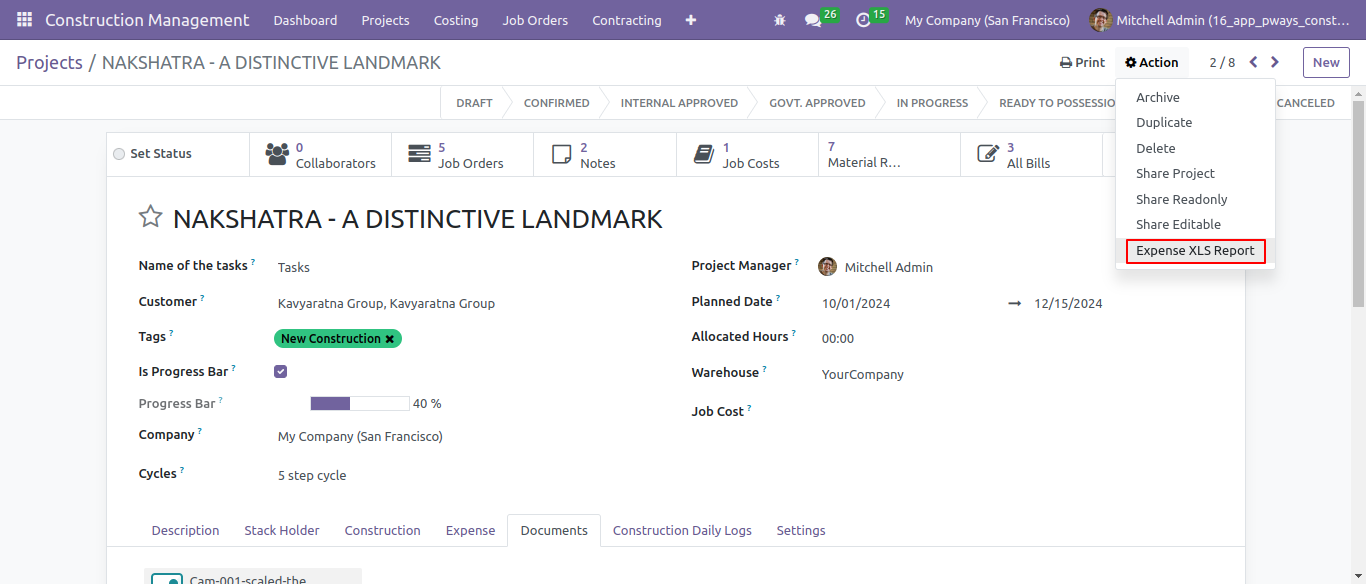 Construction Management Dashboard Projects Costing Job Orders Contracting + 26 15 My Company (San Francisco) Mitchell Admin (16_app_pways_const...
Projects / NAKSHATRA - A DISTINCTIVE LANDMARK Print Action 2 / 8 New
DRAFT CONFIRMED INTERNAL APPROVED GOVT. APPROVED IN PROGRESS READY TO POSSESSIO CANCELED
Archive
Duplicate
Delete
Share Project
Share Readonly
Share Editable
Expense XLS Report
Set Status
0
Collaborators
5
Job Orders
2
Notes
1
Job Costs
7
Material R...
3
All Bills
NAKSHATRA - A DISTINCTIVE LANDMARK
Name of the tasks ? Tasks
Customer ? Kavyaratna Group, Kavyaratna Group
Tags ? New Construction ✖
Is Progress Bar ?
Progress Bar ? 40 %
Company ? My Company (San Francisco)
Cycles ? 5 step cycle
Project Manager ? Mitchell Admin
Planned Date ? 10/01/2024 → 12/15/2024
Allocated Hours ? 00:00
Warehouse ? YourCompany
Job Cost ?
Description Stack Holder Construction Expense Documents Construction Daily Logs Settings
Cam-001-scaled-the